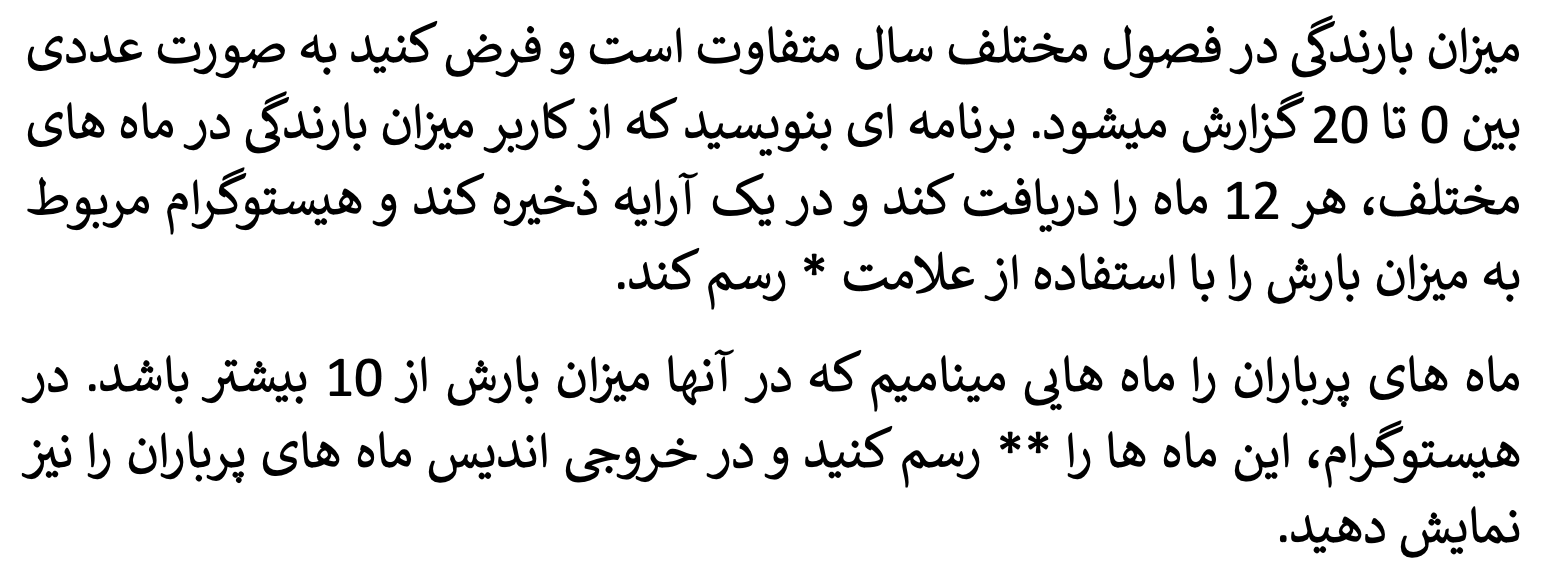 میزان بارندگی در فصول مختلف سال متفاوت است و فرض کنید به صورت عددی
بین 0 تا 20 گزارش میشود. برنامه ای بنویسید که از کاربر میزان بارندگی در ماه های
مختلف، هر 12 ماه را دریافت کند و در یک آرایه ذخیره کند و هیستوگرام مربوط
به میزان بارش را با استفاده از علامت * رسم کند.
ماه های پرباران را ماه هایی مینامیم که در آنها میزان بارش از 10 بیشتر باشد. در
هیستوگرام، این ماه ها را ** رسم کنید و در خروجی اندیس ماه های پرباران را نیز
نمایش دهید.